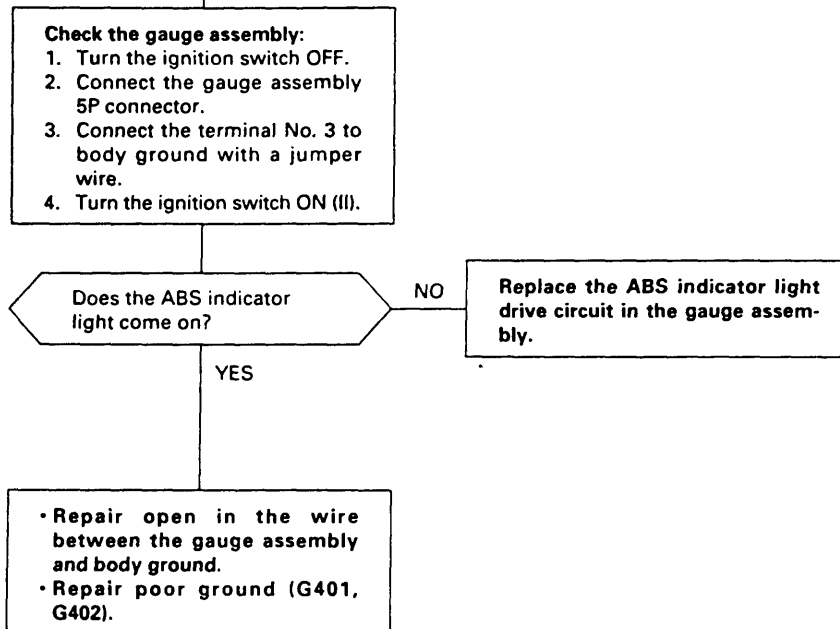 Check the gauge assembly:
1. Turn the ignition switch OFF.
2. Connect the gauge assembly
5P connector.
3. Connect the terminal No. 3 to
body ground with a jumper
wire.
4. Turn the ignition switch ON (II).
Does the ABS indicator
light come on?
NO
Replace the ABS indicator light
drive circuit in the gauge assem-
bly.
YES
• Repair open in the wire
between the gauge assembly
and body ground.
• Repair poor ground (G401,
G402).